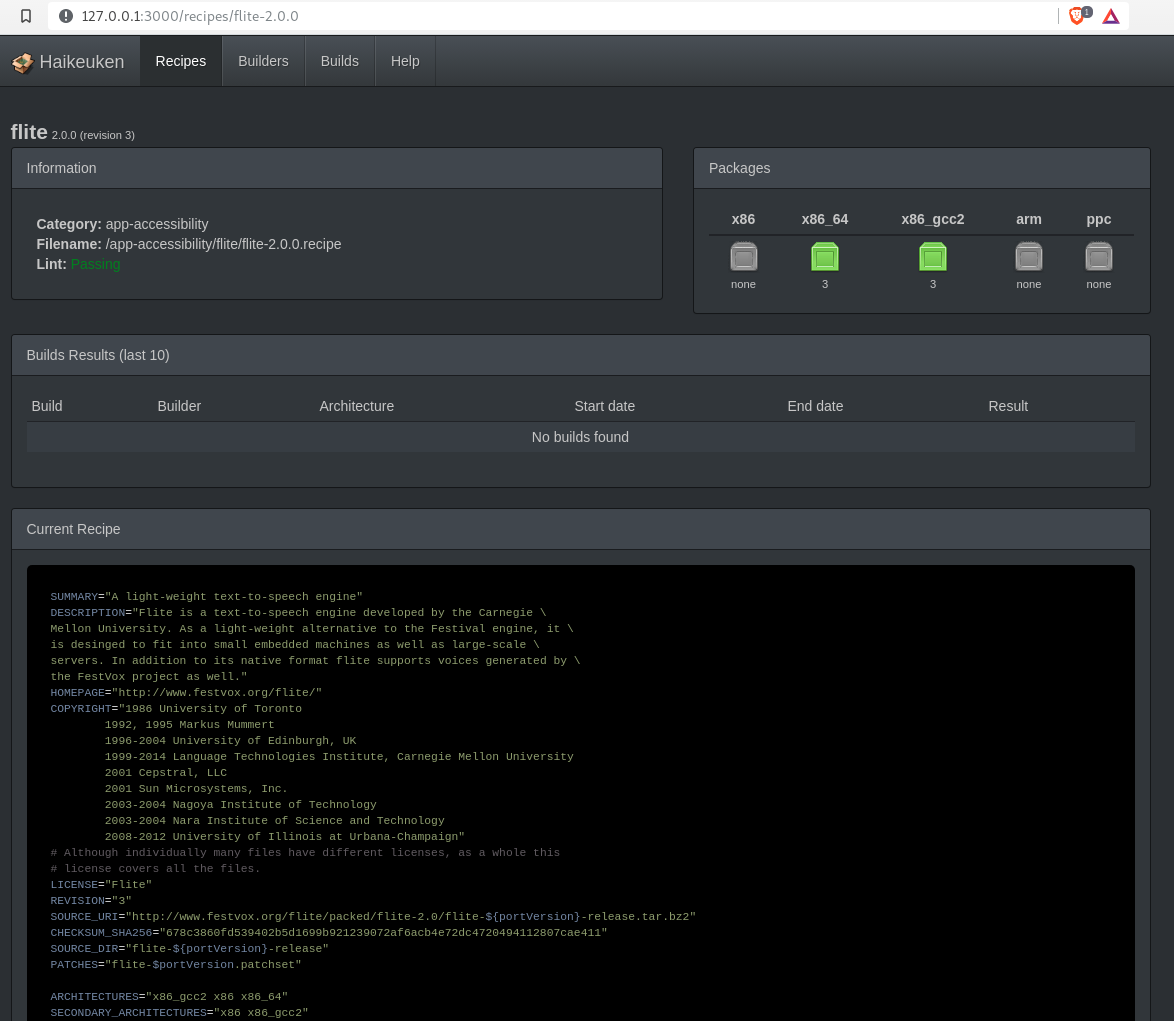 127.0.0.1:3000/recipes/flite-2.0.0
1
Haikeuken Recipes Builders Builds Help
flite 2.0.0 (revision 3)
Information
Category: app-accessibility
Filename: /app-accessibility/flite/flite-2.0.0.recipe
Lint: Passing
Packages
x86 x86_64 x86_gcc2 arm ppc
none 3 3 none none
Builds Results (last 10)
Build Builder Architecture Start date End date Result
No builds found
Current Recipe
SUMMARY="A light-weight text-to-speech engine"
DESCRIPTION="Flite is a text-to-speech engine developed by the Carnegie \
Mellon University. As a light-weight alternative to the Festival engine, it \
is desinged to fit into small embedded machines as well as large-scale \
servers. In addition to its native format flite supports voices generated by \
the FestVox project as well."
HOMEPAGE="http://www.festvox.org/flite/"
COPYRIGHT="1986 University of Toronto
1992, 1995 Markus Mummert
1996-2004 University of Edinburgh, UK
1999-2014 Language Technologies Institute, Carnegie Mellon University
2001 Cepstral, LLC
2001 Sun Microsystems, Inc.
2003-2004 Nagoya Institute of Technology
2003-2004 Nara Institute of Science and Technology
2008-2012 University of Illinois at Urbana-Champaign"
# Although individually many files have different licenses, as a whole this
# license covers all the files.
LICENSE="Flite"
REVISION="3"
SOURCE_URI="http://www.festvox.org/flite/packed/flite-2.0/flite-${portVersion}-release.tar.bz2"
CHECKSUM_SHA256="678c3860fd539402b5d1699b921239072af6acb4e72dc4720494112807cae411"
SOURCE_DIR="flite-${portVersion}-release"
PATCHES="flite-$portVersion.patchset"
ARCHITECTURES="x86_gcc2 x86 x86_64"
SECONDARY_ARCHITECTURES="x86 x86_gcc2"